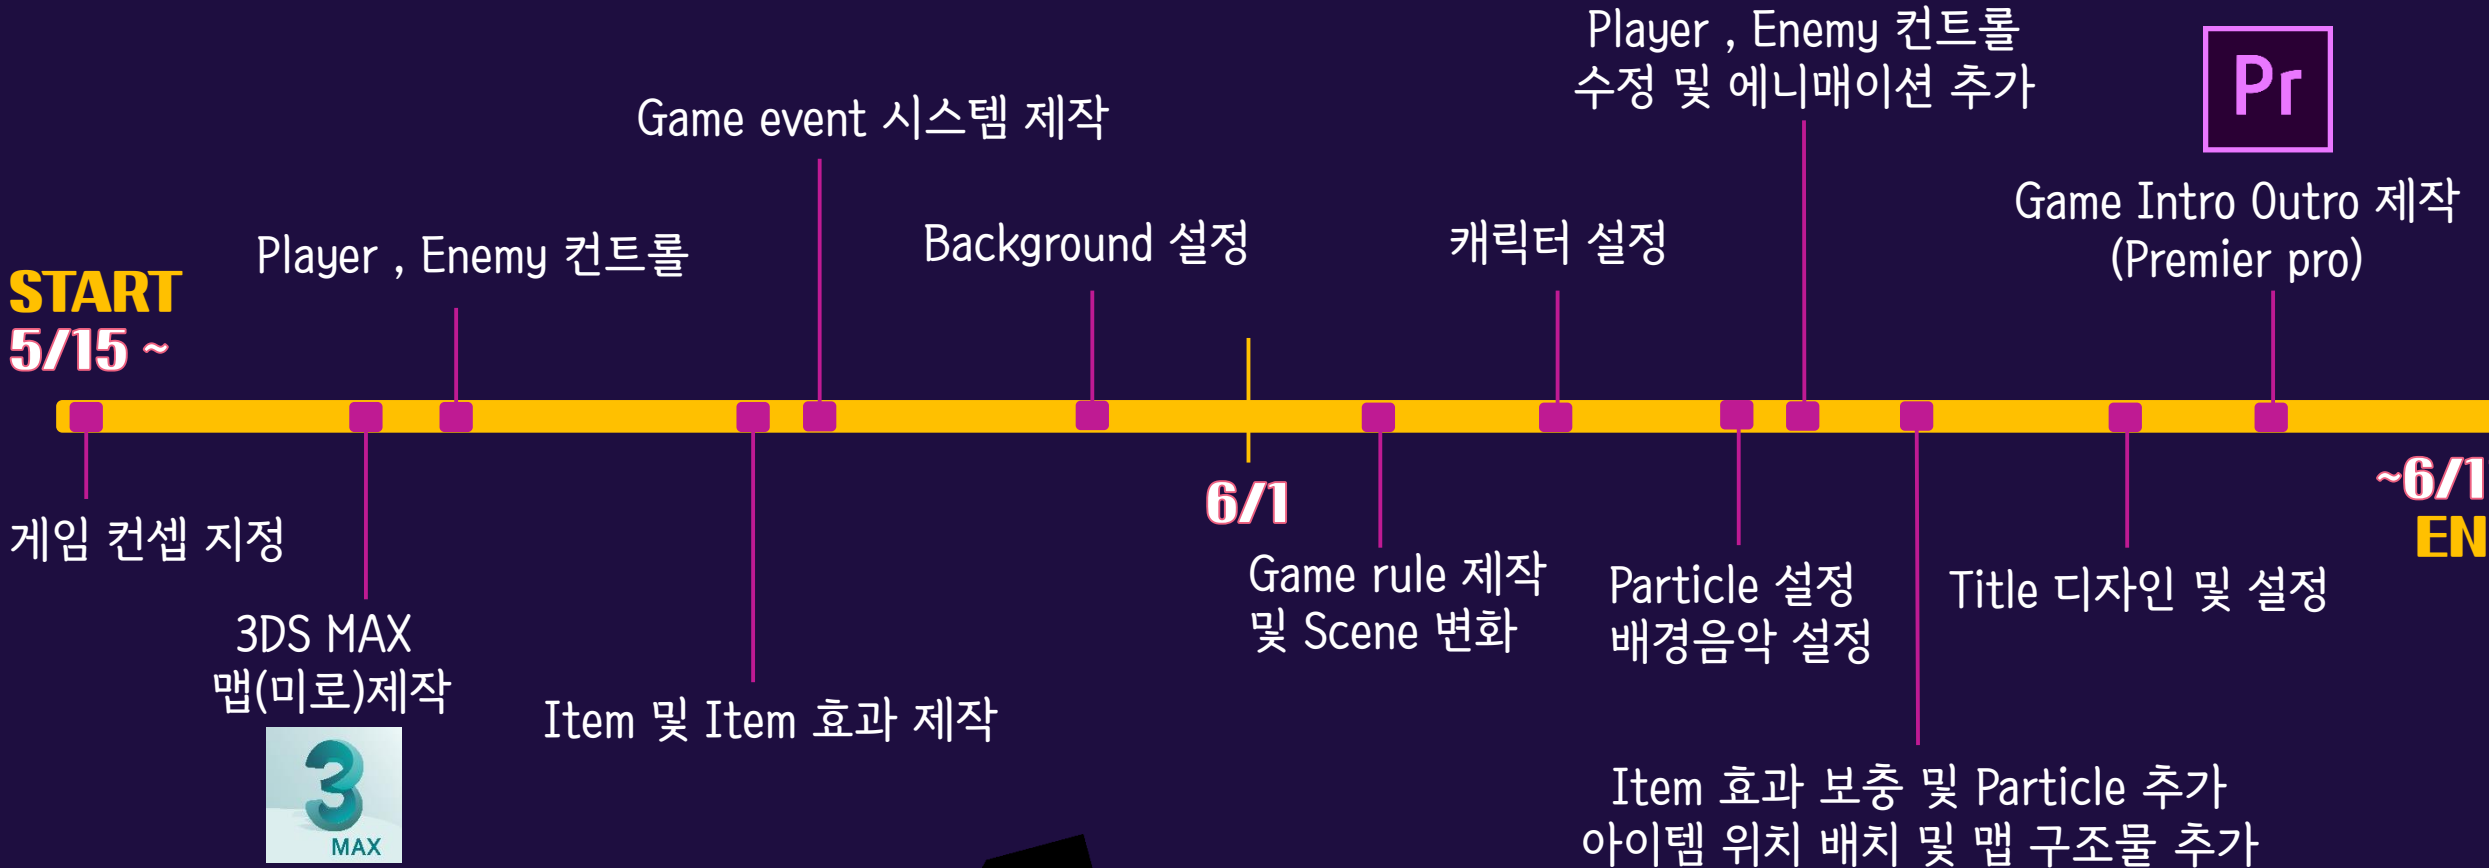 Player , Enemy 컨트롤
수정 및 에니매이션 추가
Pr
Game event 시스템 제작
Game Intro Outro 제작
(Premier pro)
Player , Enemy 컨트롤
Background 설정
캐릭터 설정
START
5/15 ~
6/1
~6/1
EN
게임 컨셉 지정
3DS MAX
맵(미로)제작
3
MAX
Item 및 Item 효과 제작
Game rule 제작
및 Scene 변화
Particle 설정
배경음악 설정
Title 디자인 및 설정
Item 효과 보충 및 Particle 추가
아이템 위치 배치 및 맵 구조물 추가